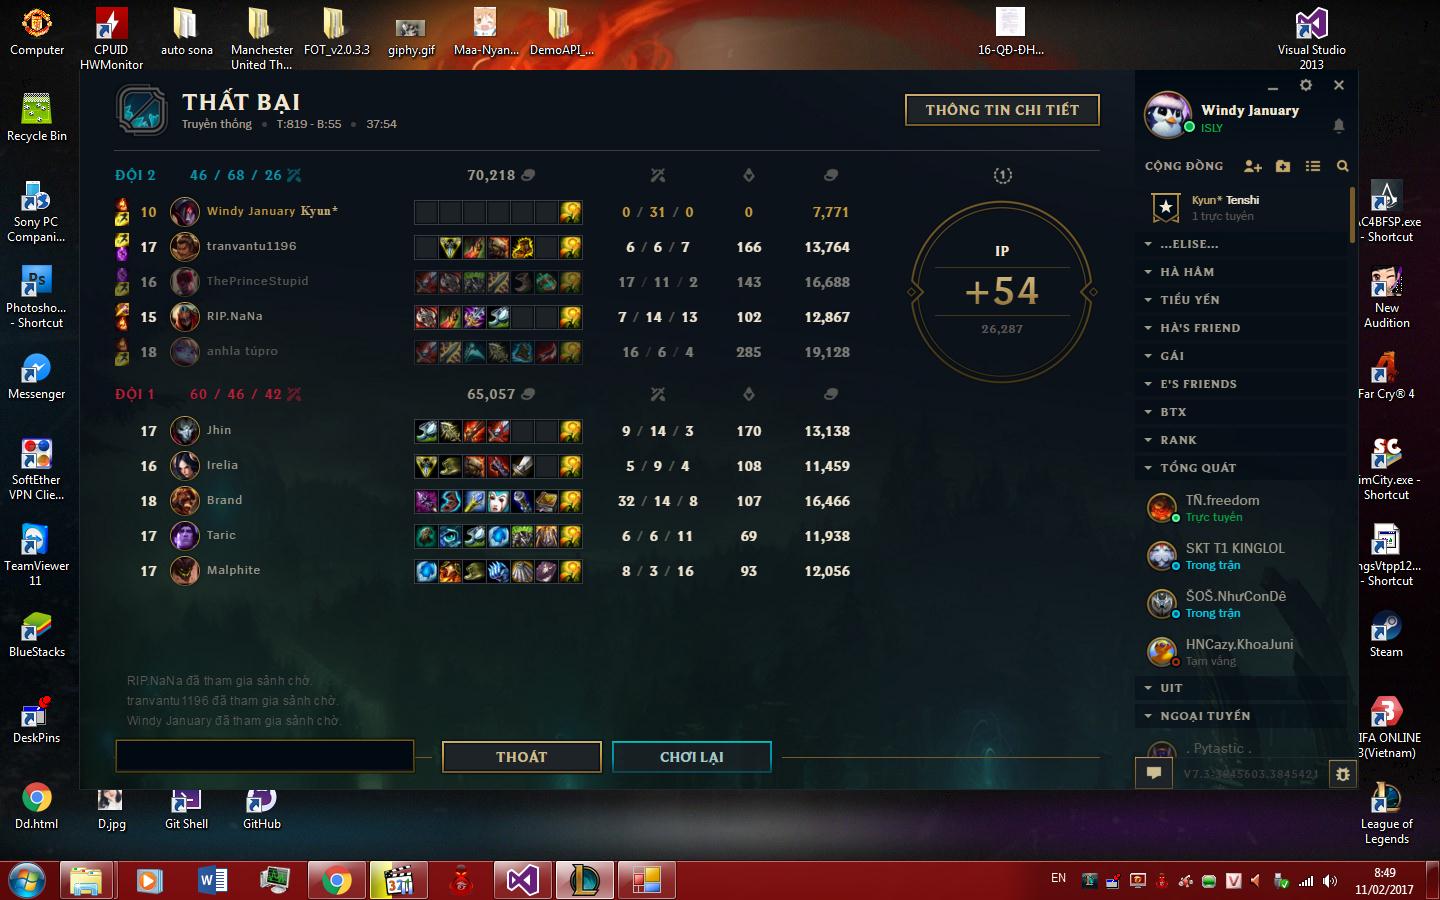 Computer
CPUID
HWMonitor
auto sona
Manchester
United Th...
FOT_v2.0.3.3
giphy.gif
Maa-Nyan...
DemoAPI_...
16-QĐ-ĐH...
Visual Studio
2013
Recycle Bin
Sony PC
Compani...
Photosho...
- Shortcut
Messenger
SoftEther
VPN Clie...
TeamViewer
11
BlueStacks
DeskPins
Dd.html
D.jpg
Git Shell
GitHub
THẤT BẠI
Truyền thống • T:819 - B:55 • 37:54
THÔNG TIN CHI TIẾT
ĐỘI 2 46 / 68 / 26 70,218
10 Windy January Kyun* 0 / 31 / 0 0 7,771
17 tranvantu1196 6 / 6 / 7 166 13,764
16 ThePrinceStupid 17 / 11 / 2 143 16,688
15 RIP.NaNa 7 / 14 / 13 102 12,867
18 anhla túpro 16 / 6 / 4 285 19,128
ĐỘI 1 60 / 46 / 42 65,057
17 Jhin 9 / 14 / 3 170 13,138
16 Irelia 5 / 9 / 4 108 11,459
18 Brand 32 / 14 / 8 107 16,466
17 Taric 6 / 6 / 11 69 11,938
17 Malphite 8 / 3 / 16 93 12,056
1
IP
+54
26,287
RIP.NaNa đã tham gia sảnh chờ.
tranvantu1196 đã tham gia sảnh chờ.
Windy January đã tham gia sảnh chờ.
THOÁT
CHƠI LẠI
Windy January
ISLY
CỘNG ĐỒNG
Kyun* Tenshi
1 trực tuyến
...ELISE...
HÀ HÂM
TIỂU YẾN
HÀ'S FRIEND
GÁI
E'S FRIENDS
BTX
RANK
TỔNG QUÁT
TÑ.freedom
Trực tuyến
SKT T1 KINGLOL
Trong trận
ŠOŠ.NhưConDê
Trong trận
HNCazy.KhoaJuni
Tạm vắng
UIT
NGOẠI TUYẾN
. Pytastic .
V7.3.3845603.3845421
AC4BFSP.exe
- Shortcut
New
Audition
Far Cry® 4
imCity.exe -
Shortcut
ngsVtpp12...
- Shortcut
Steam
IFA ONLINE
3(Vietnam)
League of
Legends
321
EN
8:49
11/02/2017